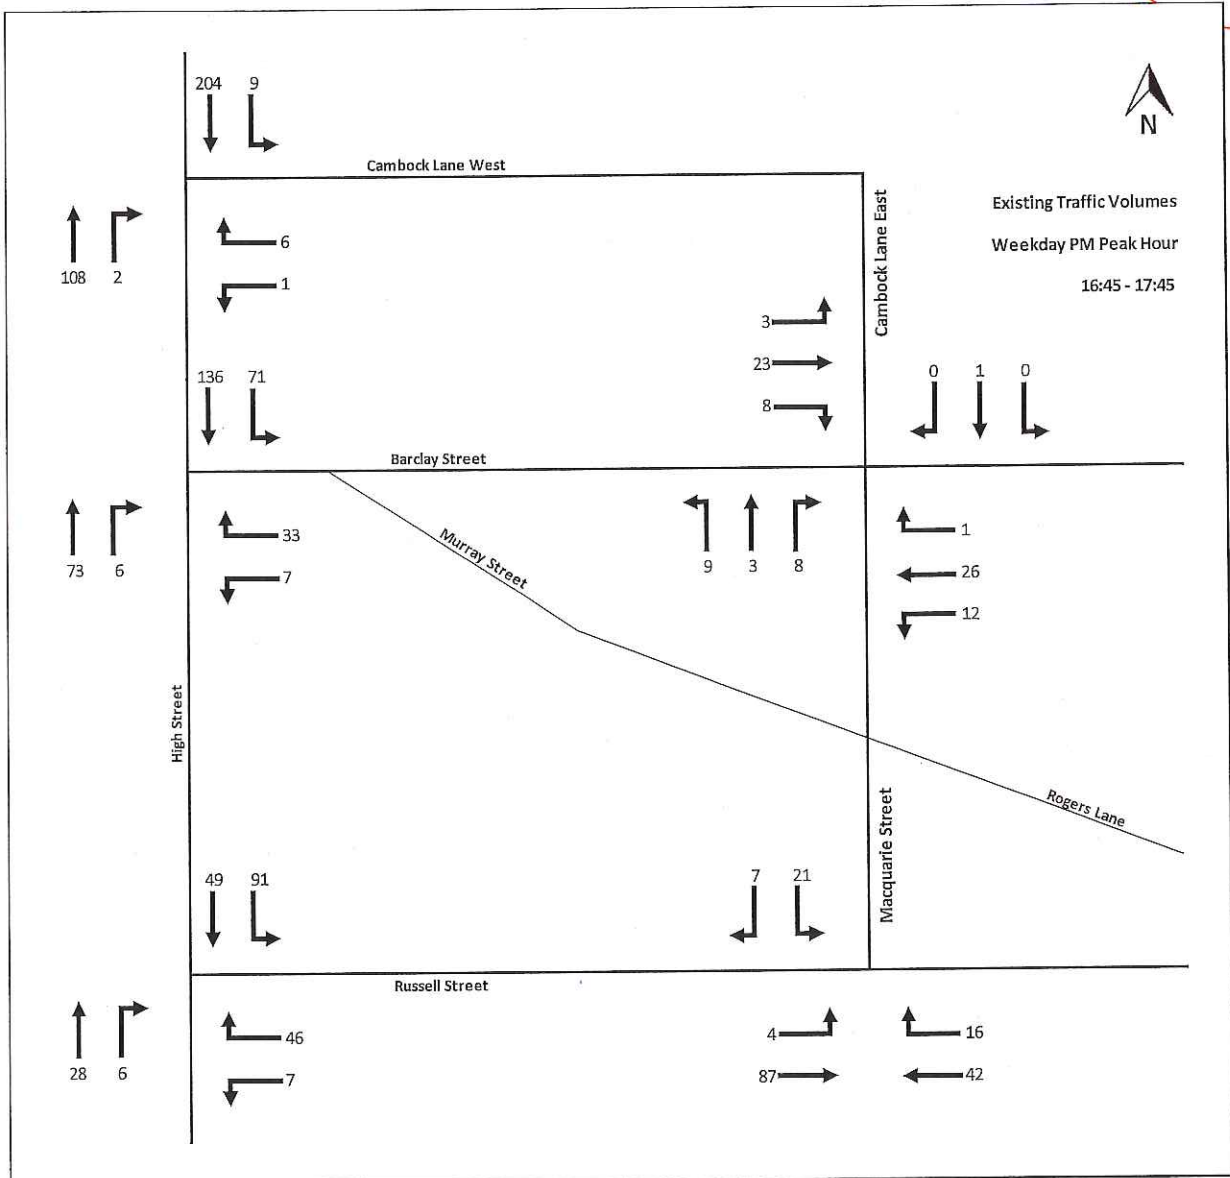 204 9
N
Cambock Lane West
Existing Traffic Volumes
Weekday PM Peak Hour
16:45 - 17:45
Cambock Lane East
108 2
6
1
3
23
8
136 71
0 1 0
Barclay Street
73 6
33
7
Murray Street
9 3 8
1
26
12
High Street
Rogers Lane
Macquarie Street
49 91
7 21
Russell Street
28 6
46
7
4
87
16
42